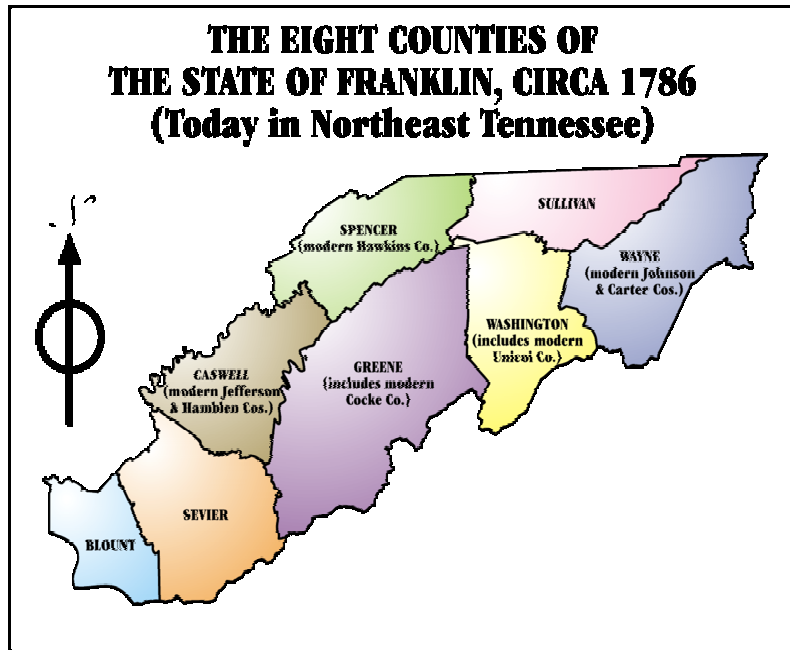 THE EIGHT COUNTIES OF
THE STATE OF FRANKLIN, CIRCA 1786
(Today in Northeast Tennessee)
SPENCER
{modern Hawkins Co.}
SULLIVAN
WAYNE
(modern Johnson
& Carter Cos.)
WASHINGTON
(includes modern
Unicoi Co.}
GREENE
{includes modern
Cocke Co.}
CASWELL
(modern Jefferson
& Hamblen Cos.)
SEVIER
BLOUNT